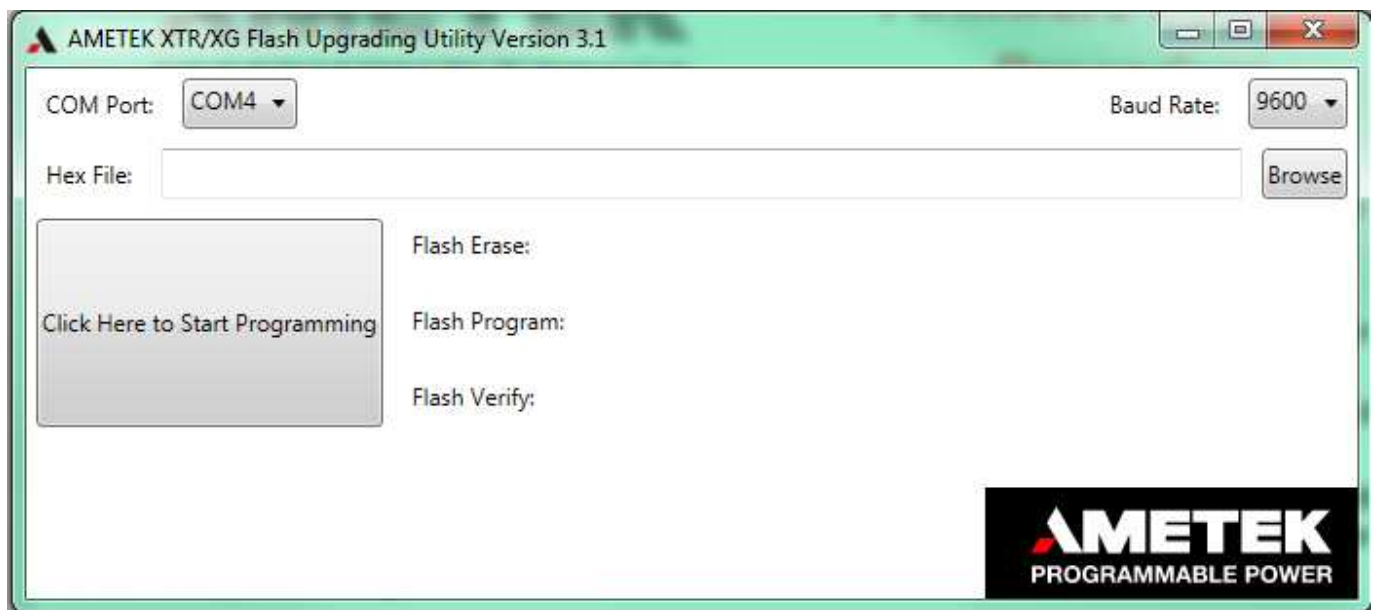 AMETEK XTR/XG Flash Upgrading Utility Version 3.1
COM Port: COM4 Baud Rate: 9600
Hex File: Browse
Click Here to Start Programming
Flash Erase:
Flash Program:
Flash Verify:
AMETEK
PROGRAMMABLE POWER